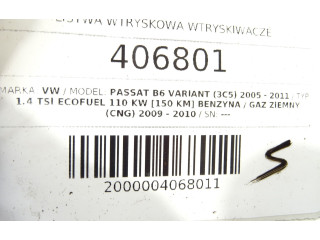 LISTWA WTRYSKOWA WTRYSKIWACZE
406801
MARKA: VW / MODEL: PASSAT B6 VARIANT (3C5) 2005 - 2011 / TYP:
1.4 TSI ECOFUEL 110 KW [150 KM] BENZYNA / GAZ ZIEMNY
(CNG) 2009 - 2010 / SN: ---
2000004068011
S